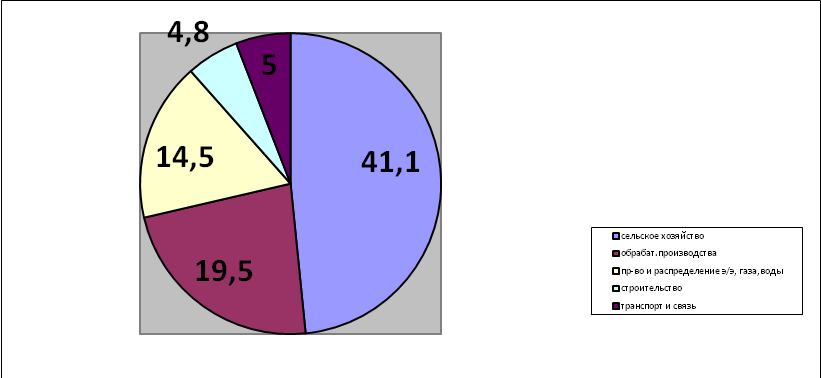 4,8
5
41,1
14,5
19,5
сельское хозяйство
обрабат.производства
пр-во и распределение э/э, газа,воды
строительство
транспорт и связь